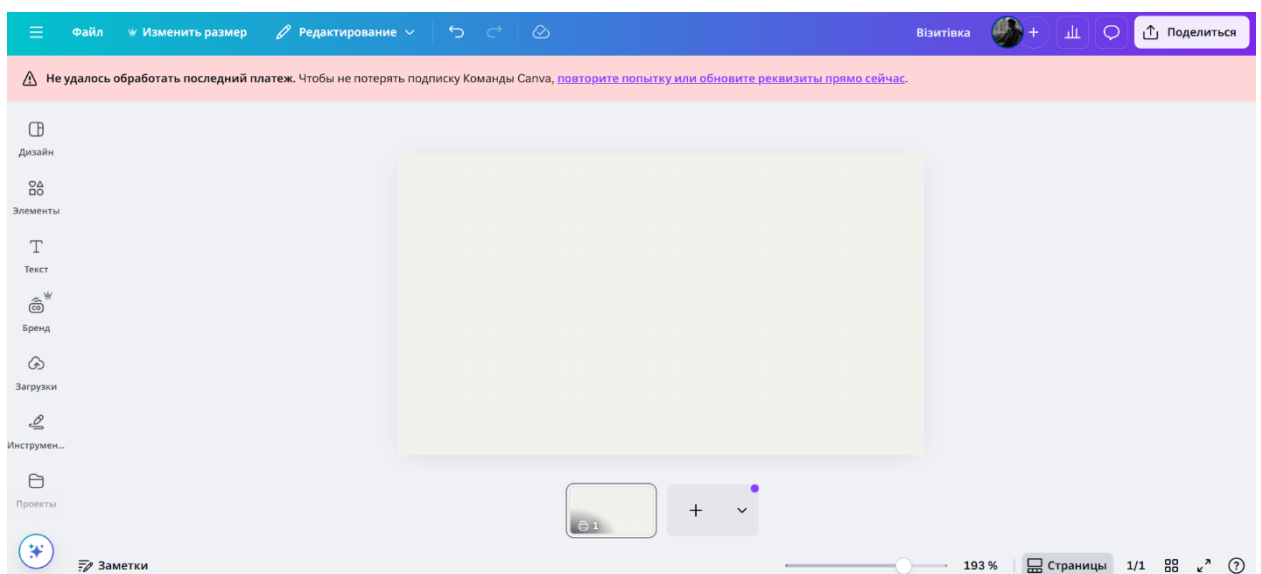 Файл Изменить размер Редактирование Візитівка Поделиться
Не удалось обработать последний платеж. Чтобы не потерять подписку Команды Canva, повторите попытку или обновите реквизиты прямо сейчас.
Дизайн
Элементы
Текст
CO
Бренд
Загрузки
Инструмен...
Проекты
1
Заметки 193 % Страницы 1/1